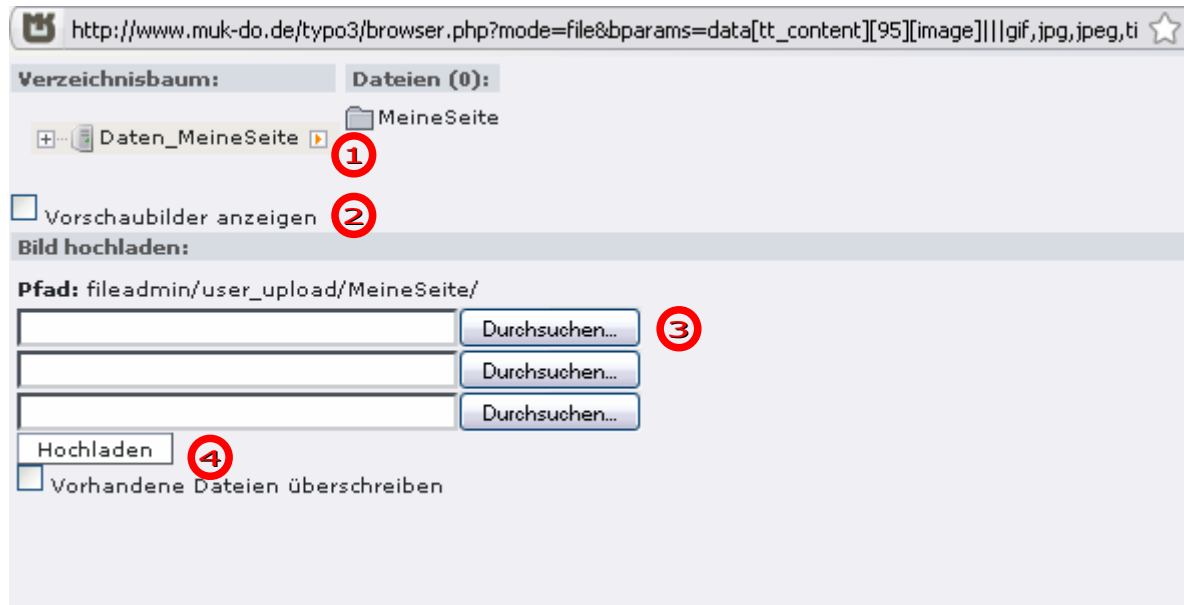 http://www.muk-do.de/typo3/browser.php?mode=file&bparams=data[tt_content][95][image]|||gif,jpg,jpeg,ti
Verzeichnisbaum: Dateien (0):
MeineSeite
Daten_MeineSeite
1
Vorschaubilder anzeigen 2
Bild hochladen:
Pfad: fileadmin/user_upload/MeineSeite/
Durchsuchen... 3
Durchsuchen...
Durchsuchen...
Hochladen 4
Vorhandene Dateien überschreiben